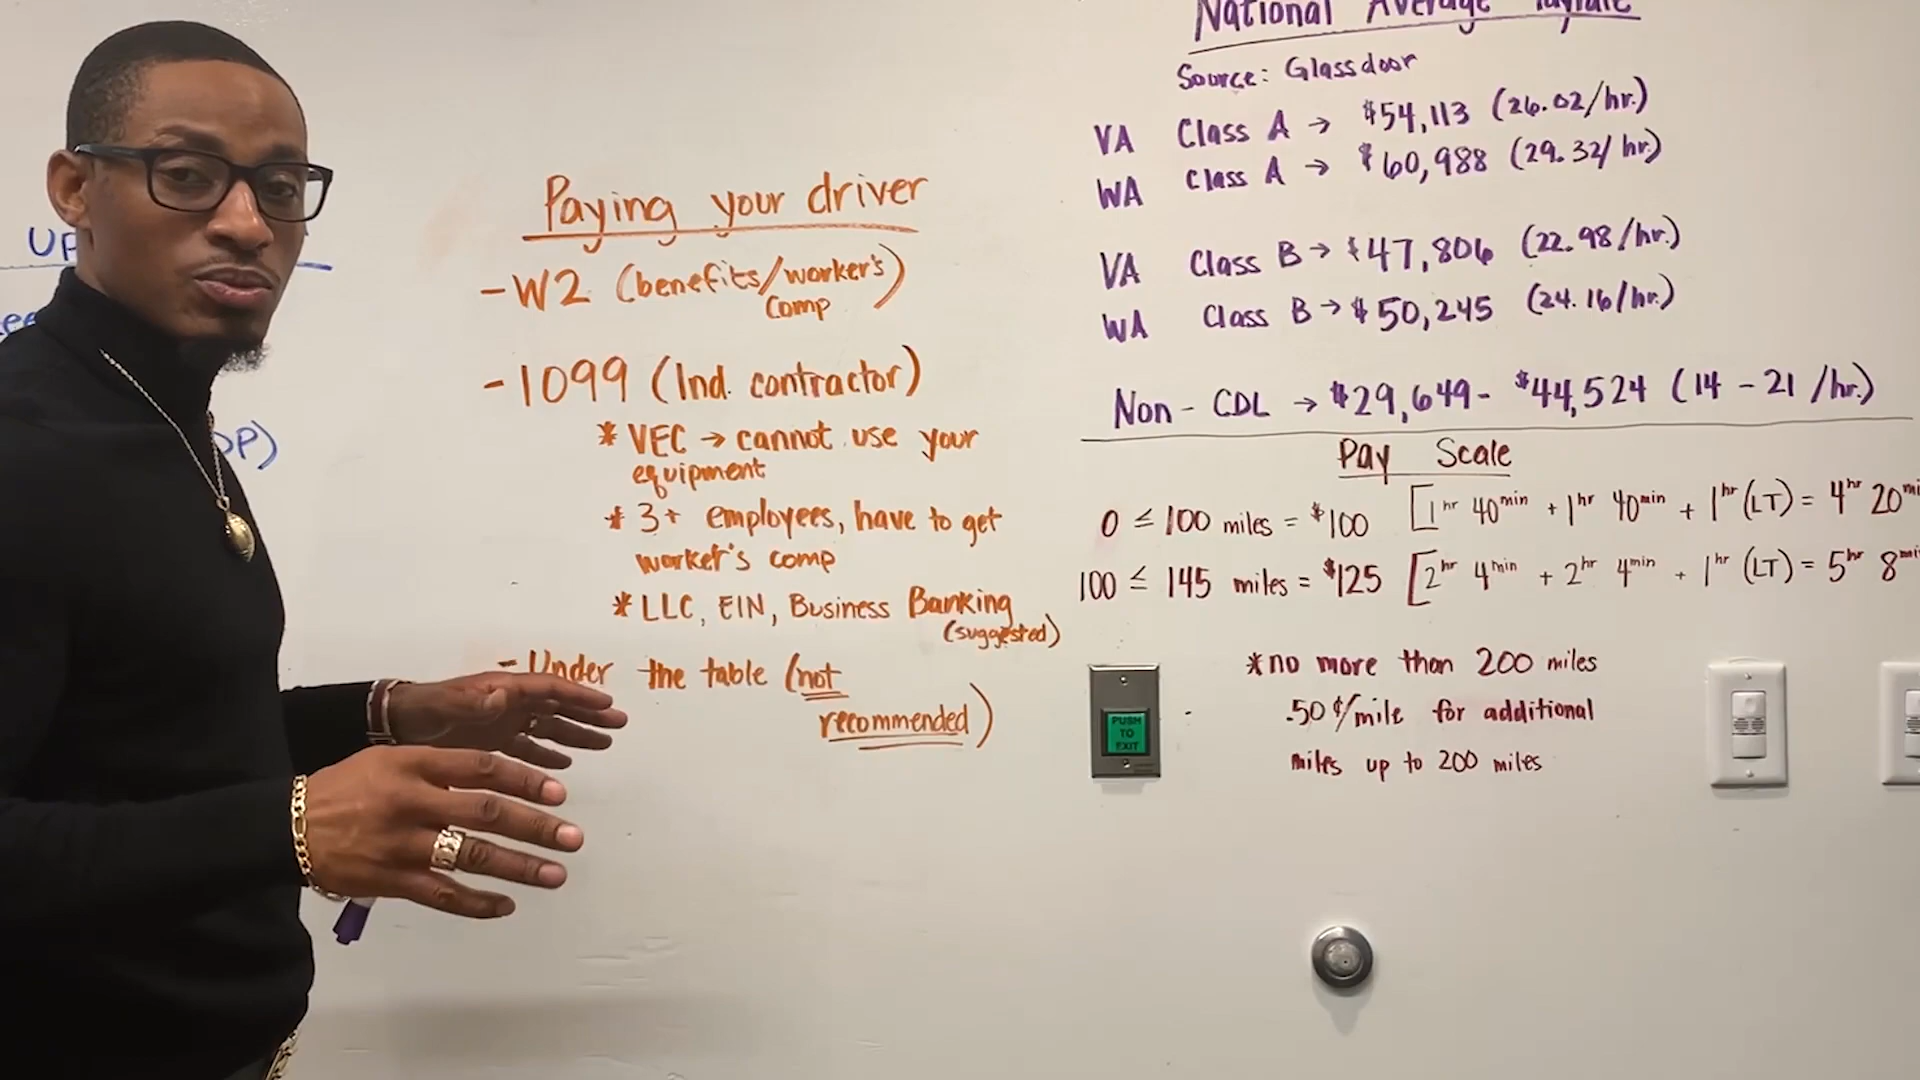 UP
DP)
Paying your driver
-W2 (benefits/worker's
Comp)
-1099 (Ind. contractor)
* VEC → cannot use your
equipment
* 3+ employees, have to get
worker's comp
* LLC, EIN, Business Banking
(suggested)
- Under the table (not
recommended)
National Average Payrate
Source: Glassdoor
VA Class A → $54,113 (26.02/hr.)
WA Class A → $60,988 (29.32/hr.)
VA Class B → $47,806 (22.98/hr.)
WA Class B → $50,245 (24.16/hr.)
Non-CDL → $29,649- $44,524 (14-21/hr.)
Pay Scale
0 ≤ 100 miles = $100 [1hr 40min + 1hr 40min + 1hr (LT) = 4hr 20mi
100 ≤ 145 miles = $125 [2hr 4min + 2hr 4min + 1hr (LT) = 5hr 8mi
*no more than 200 miles
.50¢/mile for additional
miles up to 200 miles
PUSH
TO
EXIT